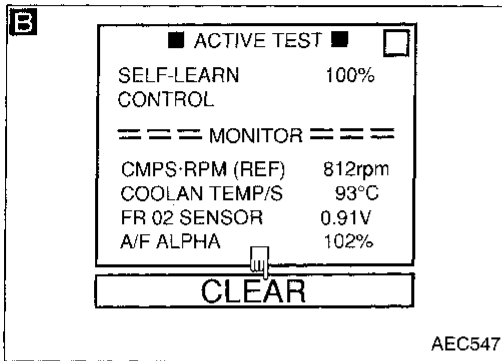 B
■ ACTIVE TEST ■
SELF-LEARN 100%
CONTROL
=== MONITOR ===
CMPS·RPM (REF) 812rpm
COOLAN TEMP/S 93°C
FR 02 SENSOR 0.91V
A/F ALPHA 102%
CLEAR
AEC547